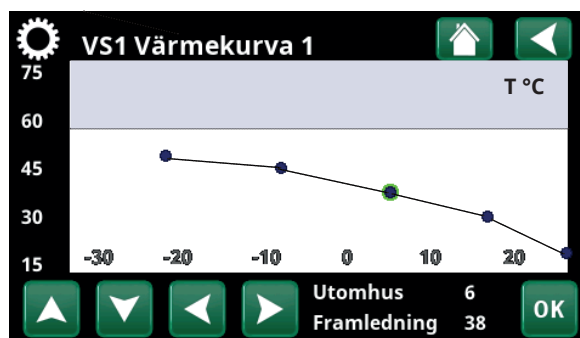 VS1 Värmekurva 1
T °C
75
60
45
30
15
-30 -20 -10 0 10 20
Utomhus 6
Framledning 38
OK